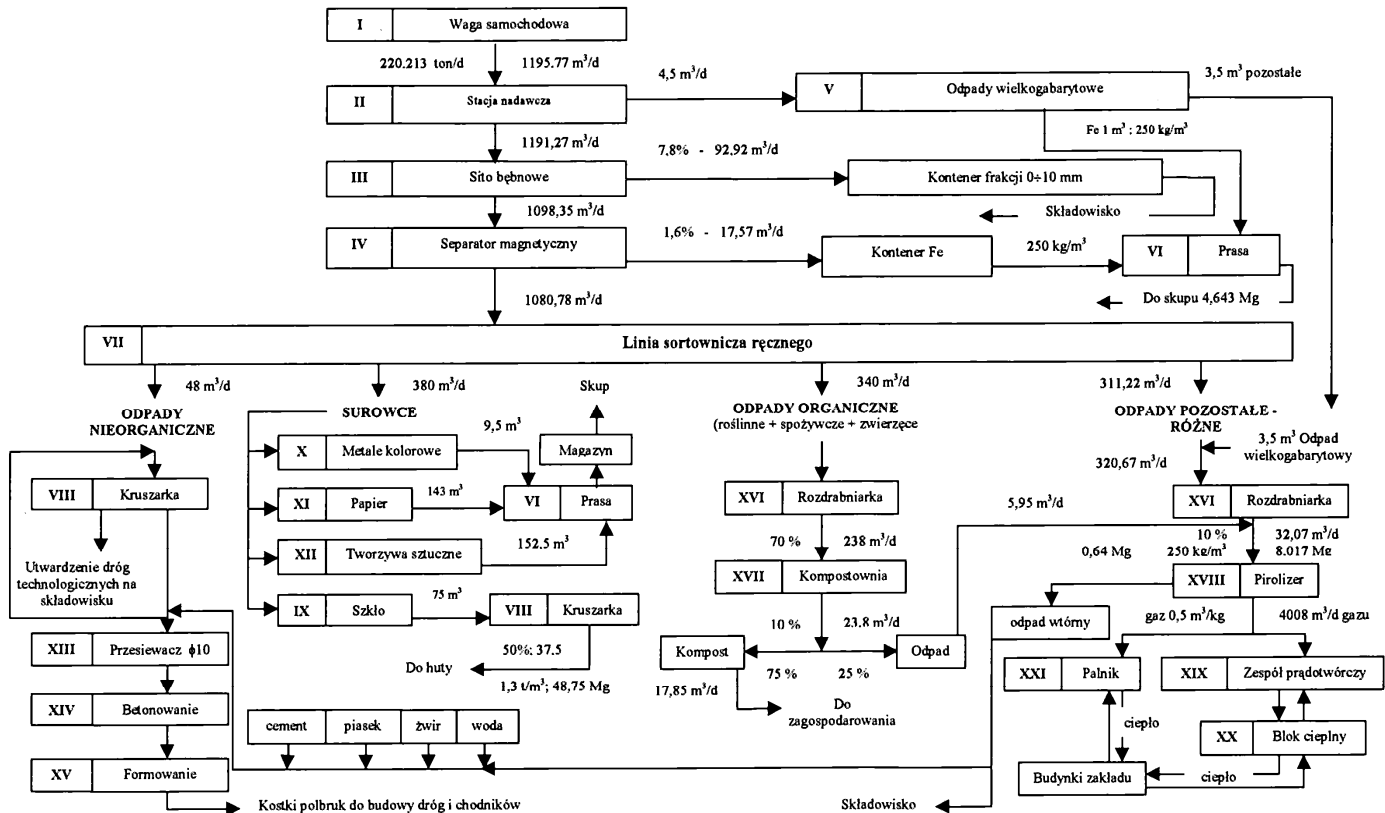 I Waga samochodowa
220.213 ton/d 1195.77 m³/d
II Stacja nadawcza
4,5 m³/d
V Odpady wielkogabarytowe
3,5 m³ pozostałe
1191,27 m³/d
7,8% - 92,92 m³/d
Fe 1 m³ ; 250 kg/m³
III Sito bębnowe
Kontener frakcji 0÷10 mm
1098,35 m³/d
Składowisko
IV Separator magnetyczny
1,6% - 17,57 m³/d
Kontener Fe
250 kg/m³
VI Prasa
1080,78 m³/d
Do skupu 4,643 Mg
VII Linia sortownicza ręcznego
48 m³/d
380 m³/d
340 m³/d
311,22 m³/d
ODPADY
NIEORGANICZNE
VIII Kruszarka
Utwardzenie dróg
technologicznych na
składowisku
XIII Przesiewacz ϕ10
XIV Betonowanie
XV Formowanie
Kostki polbruk do budowy dróg i chodników
SUROWCE
X Metale kolorowe
9,5 m³
XI Papier
143 m³
XII Tworzywa sztuczne
152.5 m³
IX Szkło
75 m³
VI Prasa
Magazyn
Skup
VIII Kruszarka
50%; 37.5
Do huty
1,3 t/m³; 48,75 Mg
cement piasek żwir woda
ODPADY ORGANICZNE
(roślinne + spożywcze + zwierzęce
XVI Rozdrabniarka
70 % 238 m³/d
XVII Kompostownia
10 % 23.8 m³/d
Kompost
Odpad
75 % 25 %
17,85 m³/d
Do
zagospodarowania
5,95 m³/d
ODPADY POZOSTAŁE -
RÓŻNE
3,5 m³ Odpad
wielkogabarytowy
320,67 m³/d
XVI Rozdrabniarka
10 % 32,07 m³/d
0,64 Mg 250 kg/m³ 8.017 Mg
XVIII Pirolizer
odpad wtórny
gaz 0,5 m³/kg 4008 m³/d gazu
XXI Palnik
XIX Zespół prądotwórczy
ciepło
XX Blok cieplny
Budynki zakładu
ciepło
Składowisko